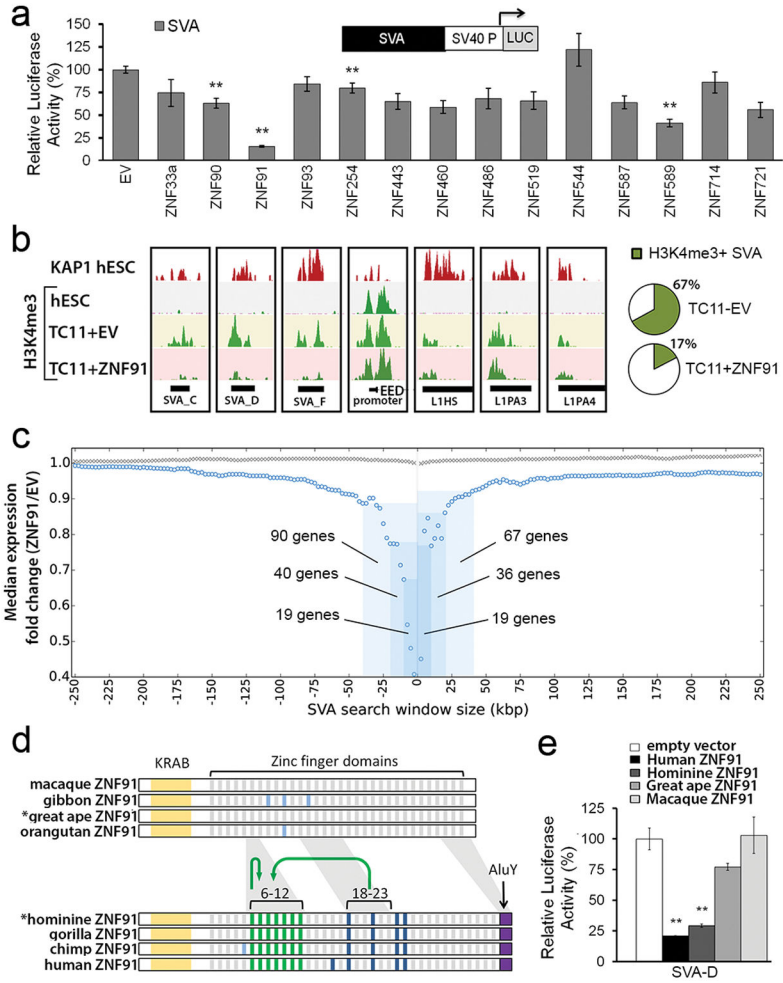 a
SVA
SVA SV40 P LUC
Relative Luciferase
Activity (%)
150
125
100
75
50
25
0
** ** ** **
EV ZNF33a ZNF90 ZNF91 ZNF93 ZNF254 ZNF443 ZNF460 ZNF486 ZNF519 ZNF544 ZNF587 ZNF589 ZNF714 ZNF721
b
KAP1 hESC
H3K4me3
hESC
TC11+EV
TC11+ZNF91
SVA_C SVA_D SVA_F EED promoter L1HS L1PA3 L1PA4
H3K4me3+ SVA
67%
TC11-EV
17%
TC11+ZNF91
c
Median expression
fold change (ZNF91/EV)
1.0
0.9
0.8
0.7
0.6
0.5
0.4
90 genes 67 genes
40 genes 36 genes
19 genes 19 genes
-250 -225 -200 -175 -150 -125 -100 -75 -50 -25 0 25 50 75 100 125 150 175 200 225 250
SVA search window size (kbp)
d
KRAB Zinc finger domains
macaque ZNF91
gibbon ZNF91
*great ape ZNF91
orangutan ZNF91
6-12 18-23 AluY
*hominine ZNF91
gorilla ZNF91
chimp ZNF91
human ZNF91
e
empty vector
Human ZNF91
Hominine ZNF91
Great ape ZNF91
Macaque ZNF91
Relative Luciferase
Activity (%)
125
100
75
50
25
0
** **
SVA-D